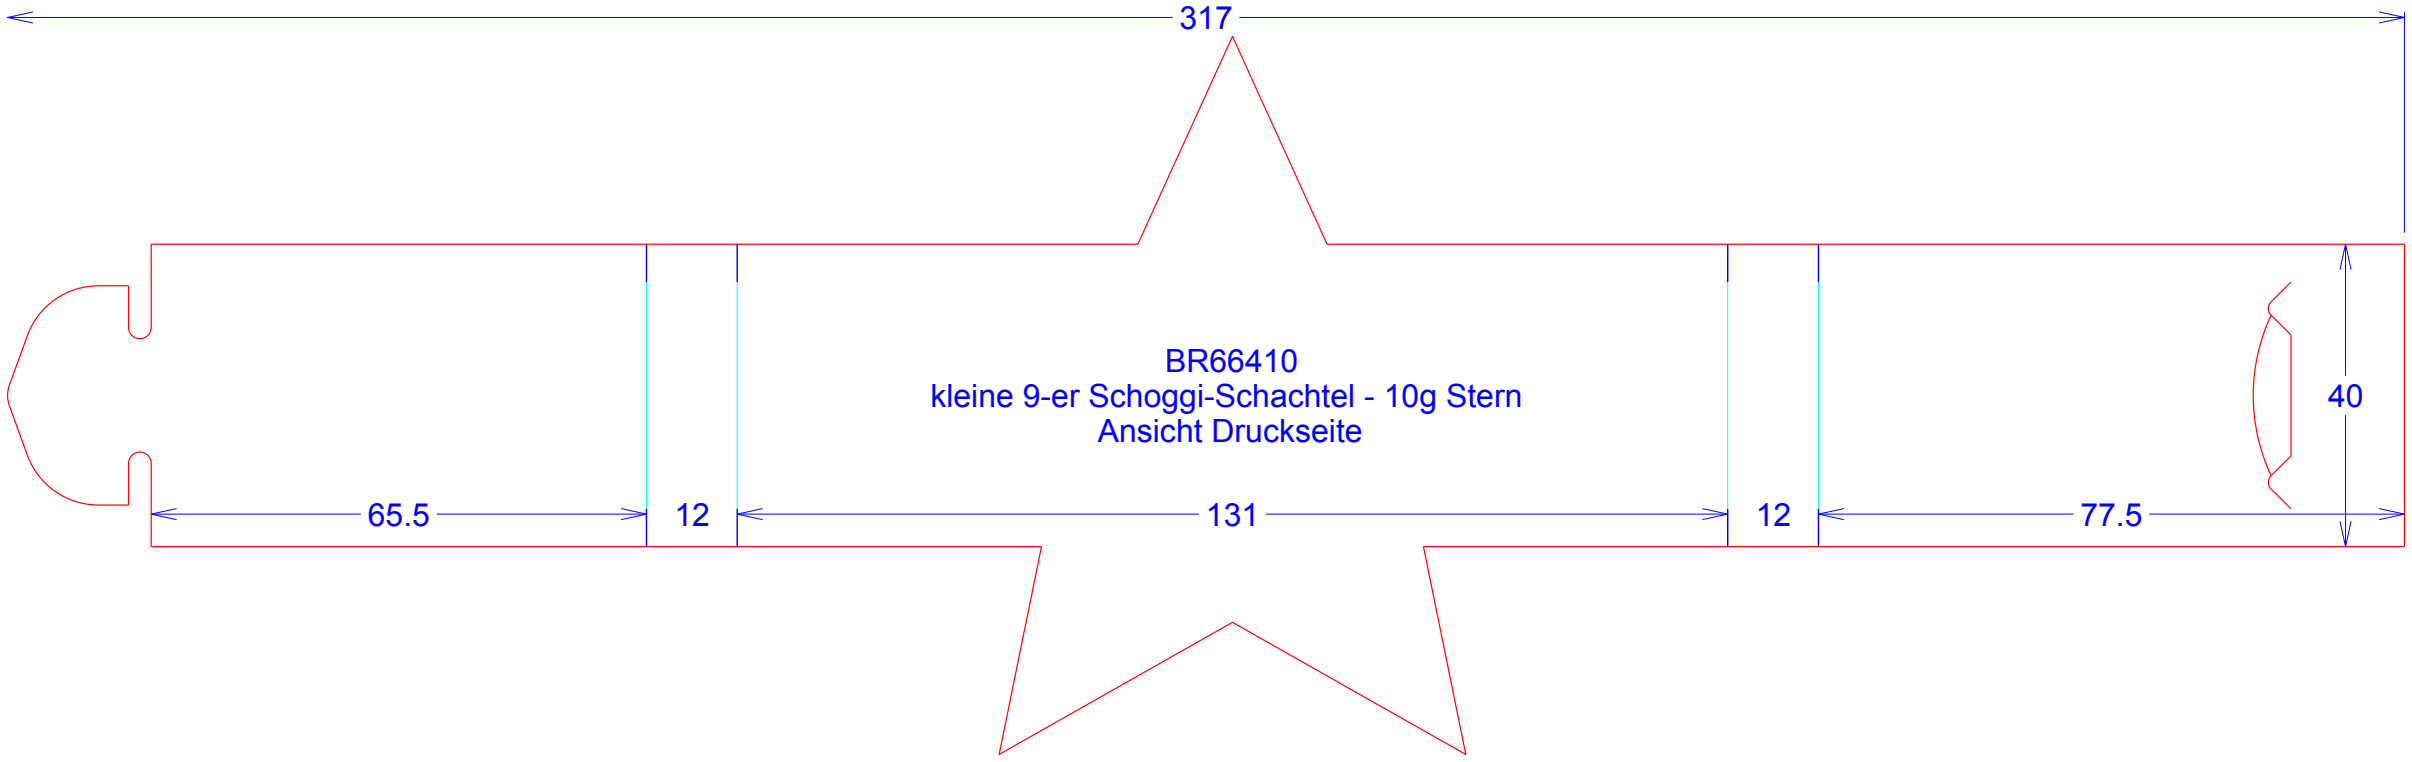 317
BR66410
kleine 9-er Schoggi-Schachtel - 10g Stern
40
Ansicht Druckseite
65.5
12
131
12
77.5